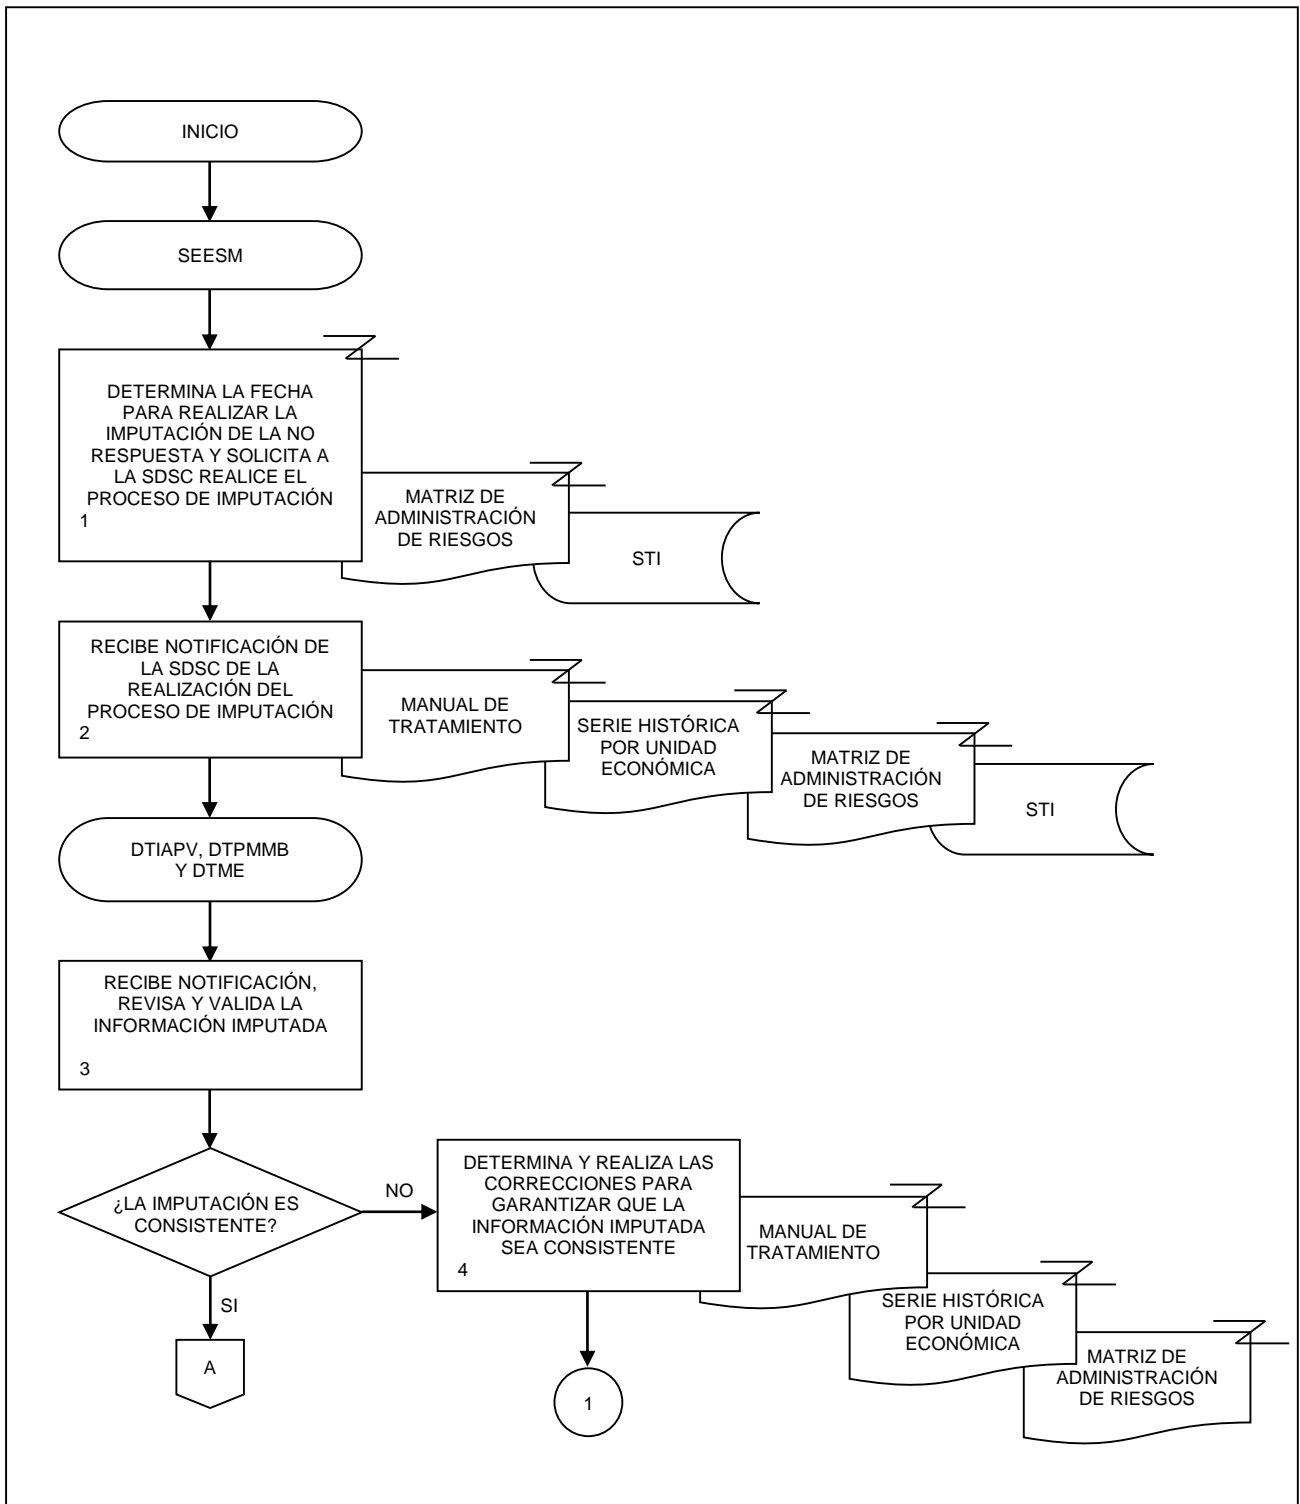 INICIO
SEESM
DETERMINA LA FECHA
PARA REALIZAR LA
IMPUTACIÓN DE LA NO
RESPUESTA Y SOLICITA A
LA SDSC REALICE EL
PROCESO DE IMPUTACIÓN
1
MATRIZ DE
ADMINISTRACIÓN
DE RIESGOS
STI
RECIBE NOTIFICACIÓN DE
LA SDSC DE LA
REALIZACIÓN DEL
PROCESO DE IMPUTACIÓN
2
MANUAL DE
TRATAMIENTO
SERIE HISTÓRICA
POR UNIDAD
ECONÓMICA
MATRIZ DE
ADMINISTRACIÓN
DE RIESGOS
STI
DTIAPV, DTPMMB
Y DTME
RECIBE NOTIFICACIÓN,
REVISA Y VALIDA LA
INFORMACIÓN IMPUTADA
3
¿LA IMPUTACIÓN ES
CONSISTENTE?
NO
DETERMINA Y REALIZA LAS
CORRECCIONES PARA
GARANTIZAR QUE LA
INFORMACIÓN IMPUTADA
SEA CONSISTENTE
4
MANUAL DE
TRATAMIENTO
SERIE HISTÓRICA
POR UNIDAD
ECONÓMICA
MATRIZ DE
ADMINISTRACIÓN
DE RIESGOS
SI
A
1